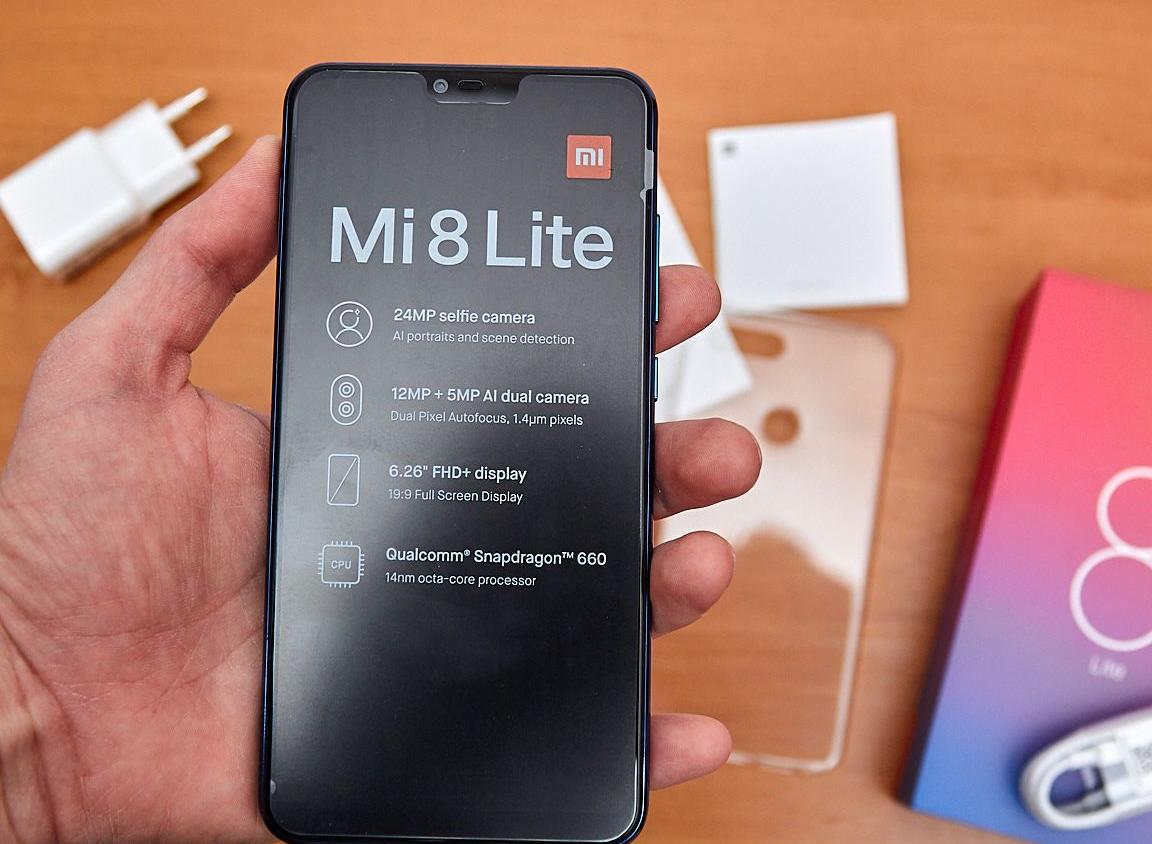 mi
Mi 8 Lite
24MP selfie camera
AI portraits and scene detection
12MP + 5MP AI dual camera
Dual Pixel Autofocus, 1.4µm pixels
6.26" FHD+ display
19:9 Full Screen Display
CPU
Qualcomm® Snapdragon™ 660
14nm octa-core processor
8
Lite